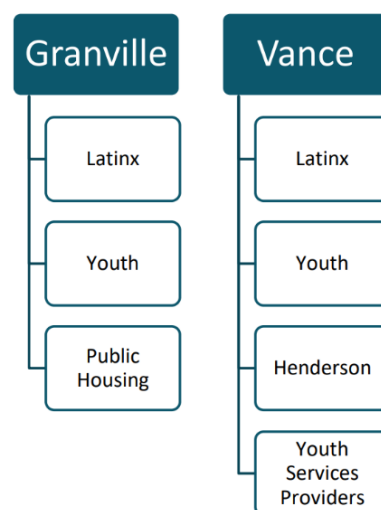 Granville
Latinx
Youth
Public
Housing
Vance
Latinx
Youth
Henderson
Youth
Services
Providers